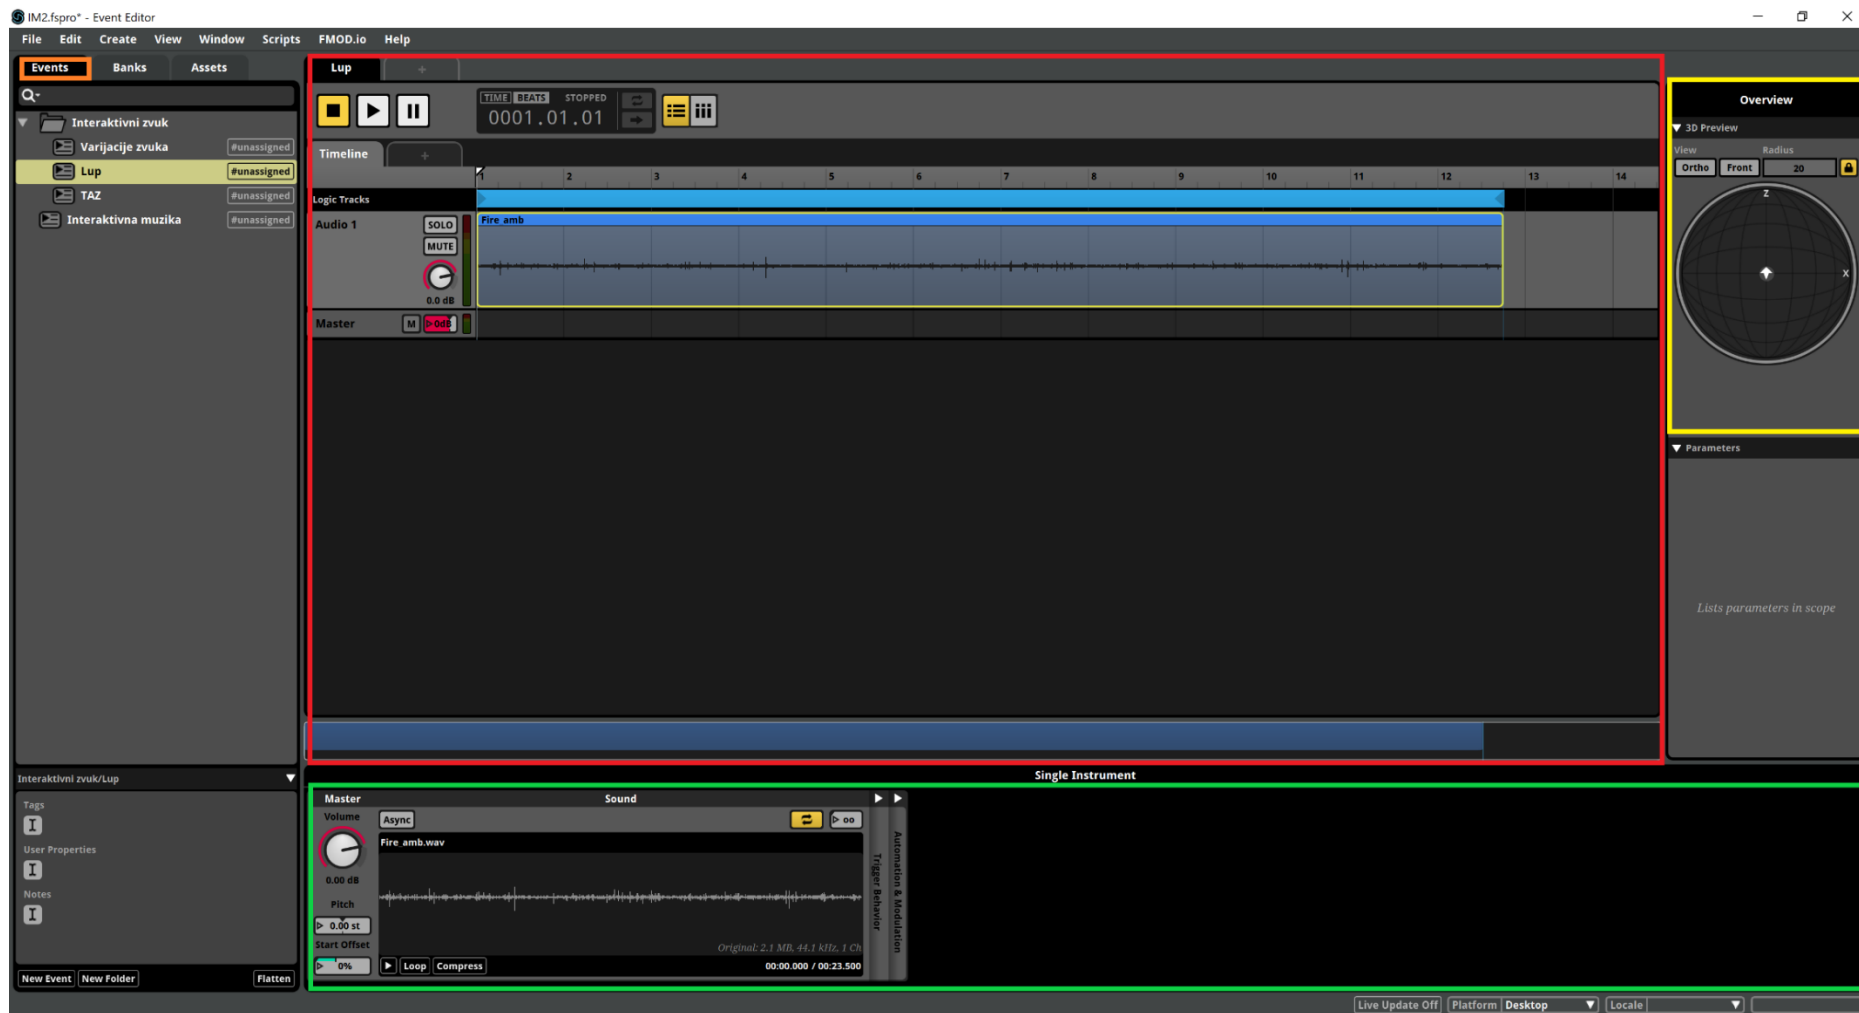 IM2.fspro* - Event Editor
File Edit Create View Window Scripts FMOD.io Help
Events Banks Assets
Interaktivni zvuk
Varijacije zvuka #unassigned
Lup #unassigned
TAZ #unassigned
Interaktivna muzika #unassigned
Lup +
TIME BEATS STOPPED
0001.01.01
Timeline +
1 2 3 4 5 6 7 8 9 10 11 12 13 14
Logic Tracks
Audio 1 SOLO
MUTE
0.0 dB
Fire_amb
Master M 0dB
Overview
3D Preview
View Radius
Ortho Front 20
Z
X
Parameters
Lists parameters in scope
Interaktivni zvuk/Lup
Tags
User Properties
Notes
New Event New Folder Flatten
Single Instrument
Master Sound
Volume Async oo
Fire_amb.wav
0.00 dB
Pitch
0.00 st
Start Offset
0%
Original: 2.1 MB, 44.1 kHz, 1 Ch
Loop Compress 00:00.000 / 00:23.500
Trigger Behavior
Automation & Modulation
Live Update Off Platform Desktop Locale